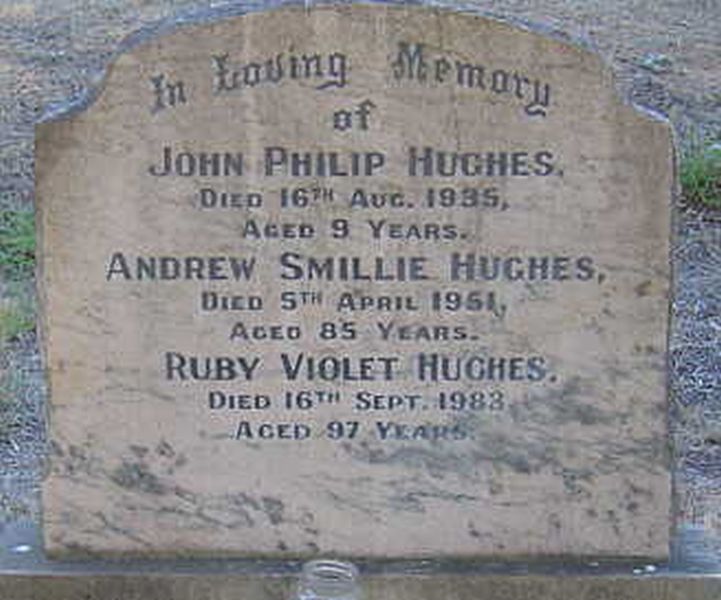 In Loving Memory
of
JOHN PHILIP HUGHES.
DIED 16TH AUG. 1935,
AGED 9 YEARS.
ANDREW SMILLIE HUGHES,
DIED 5TH APRIL 1951,
AGED 85 YEARS.
RUBY VIOLET HUGHES.
DIED 16TH SEPT. 1983
AGED 97 YEARS.